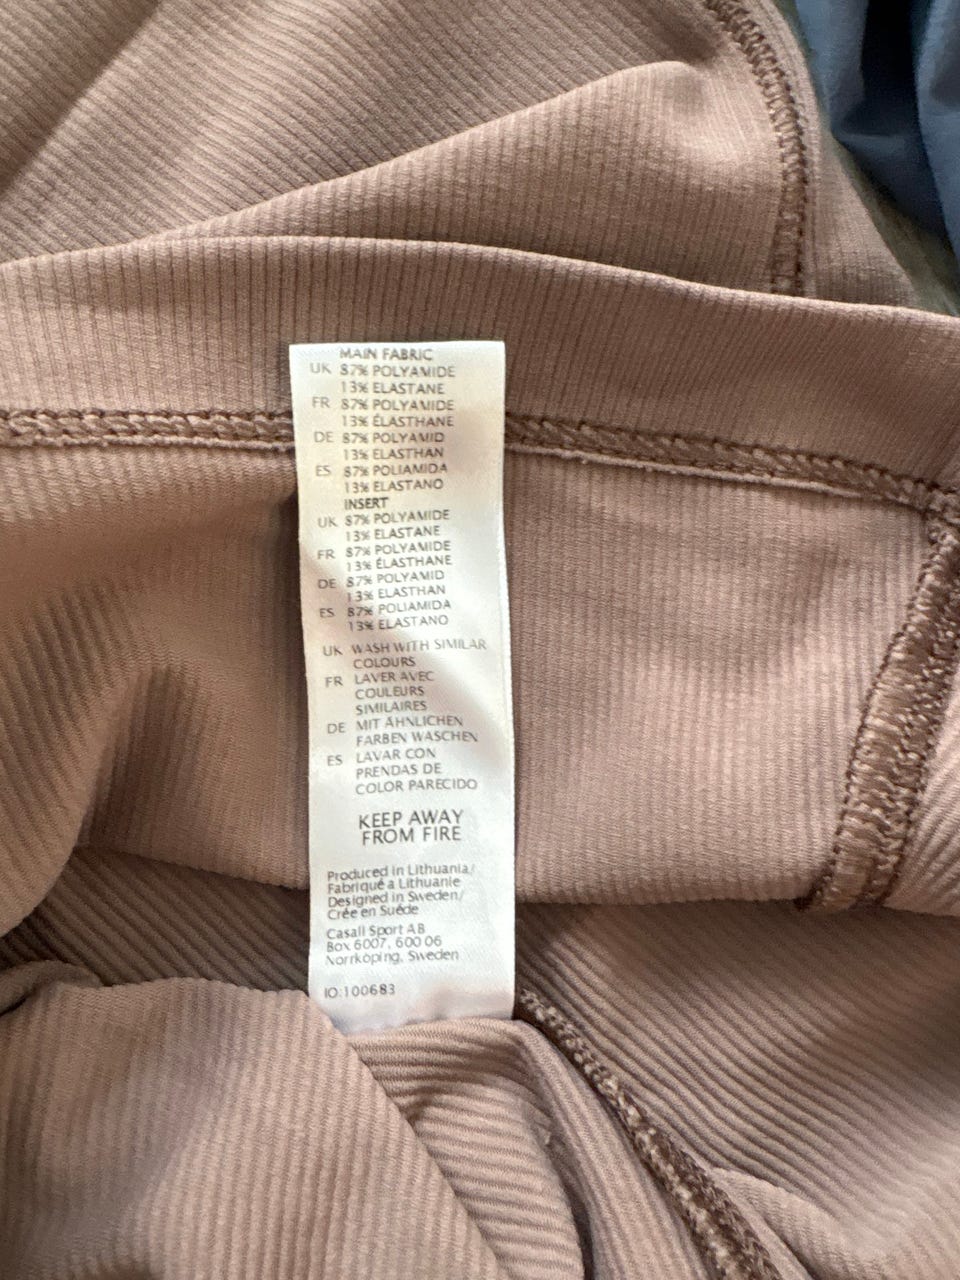 MAIN FABRIC
UK 87% POLYAMIDE
13% ELASTANE
FR 87% POLYAMIDE
13% ÉLASTHANE
DE 87% POLYAMID
13% ELASTHAN
ES 87% POLIAMIDA
13% ELASTANO
INSERT
UK 87% POLYAMIDE
13% ELASTANE
FR 87% POLYAMIDE
13% ÉLASTHANE
DE 87% POLYAMID
13% ELASTHAN
ES 87% POLIAMIDA
13% ELASTANO
UK WASH WITH SIMILAR
COLOURS
FR LAVER AVEC
COULEURS
SIMILAIRES
DE MIT ÄHNLICHEN
FARBEN WASCHEN
ES LAVAR CON
PRENDAS DE
COLOR PARECIDO
KEEP AWAY
FROM FIRE
Produced in Lithuania/
Fabriqué a Lithuanie
Designed in Sweden/
Crée en Suéde
Casall Sport AB
Box 6007, 600 06
Norrköping, Sweden
IO:100683